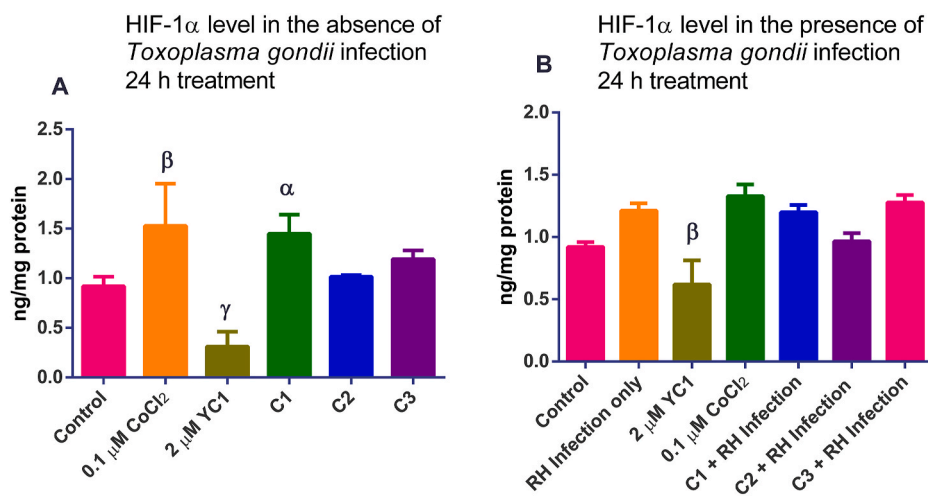 HIF-1α level in the absence of
Toxoplasma gondii infection
24 h treatment
A
ng/mg protein
2.5
2.0
1.5
1.0
0.5
0.0
β
γ
α
Control
0.1 μM CoCl₂
2 μM YC1
C1
C2
C3
HIF-1α level in the presence of
Toxoplasma gondii infection
24 h treatment
B
ng/mg protein
2.0
1.5
1.0
0.5
0.0
β
Control
RH Infection only
2 μM YC1
0.1 μM CoCl₂
C1 + RH Infection
C2 + RH Infection
C3 + RH Infection